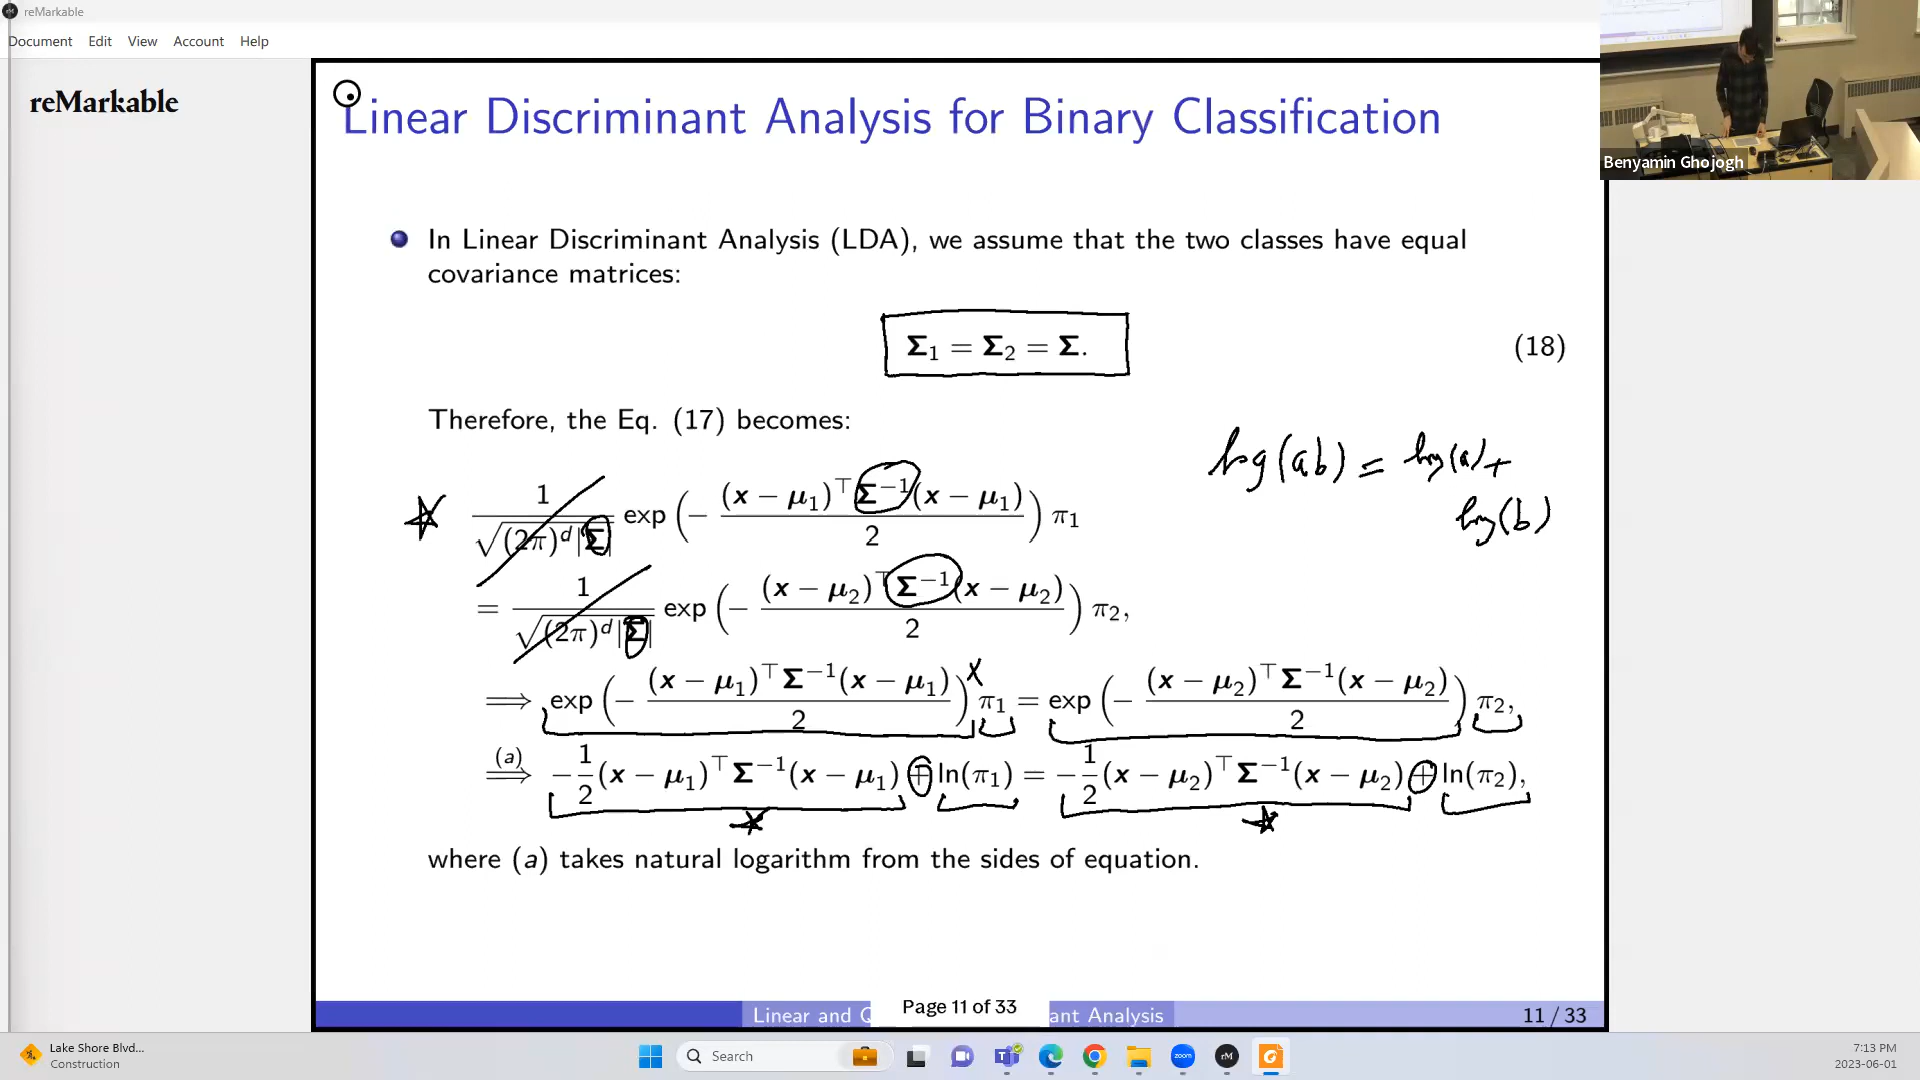 reMarkable
Document Edit View Account Help
reMarkable
Linear Discriminant Analysis for Binary Classification
Benyamin Ghojogh
In Linear Discriminant Analysis (LDA), we assume that the two classes have equal
covariance matrices:
Σ₁ = Σ₂ = Σ. (18)
Therefore, the Eq. (17) becomes:
log(ab) = log(a) +
log(b)
1/√((2π)^d|Σ|) exp(− (x − μ₁)^⊤ Σ⁻¹ (x − μ₁)/2) π₁
= 1/√((2π)^d|Σ|) exp(− (x − μ₂)^⊤ Σ⁻¹ (x − μ₂)/2) π₂,
⟹ exp(− (x − μ₁)^⊤ Σ⁻¹ (x − μ₁)/2) × π₁ = exp(− (x − μ₂)^⊤ Σ⁻¹ (x − μ₂)/2) π₂,
(a) ⟹ −1/2 (x − μ₁)^⊤ Σ⁻¹ (x − μ₁) + ln(π₁) = −1/2 (x − μ₂)^⊤ Σ⁻¹ (x − μ₂) + ln(π₂),
where (a) takes natural logarithm from the sides of equation.
Linear and Q Page 11 of 33 ant Analysis 11 / 33
Lake Shore Blvd...
Construction
Search
zoom
rM
7:13 PM
2023-06-01